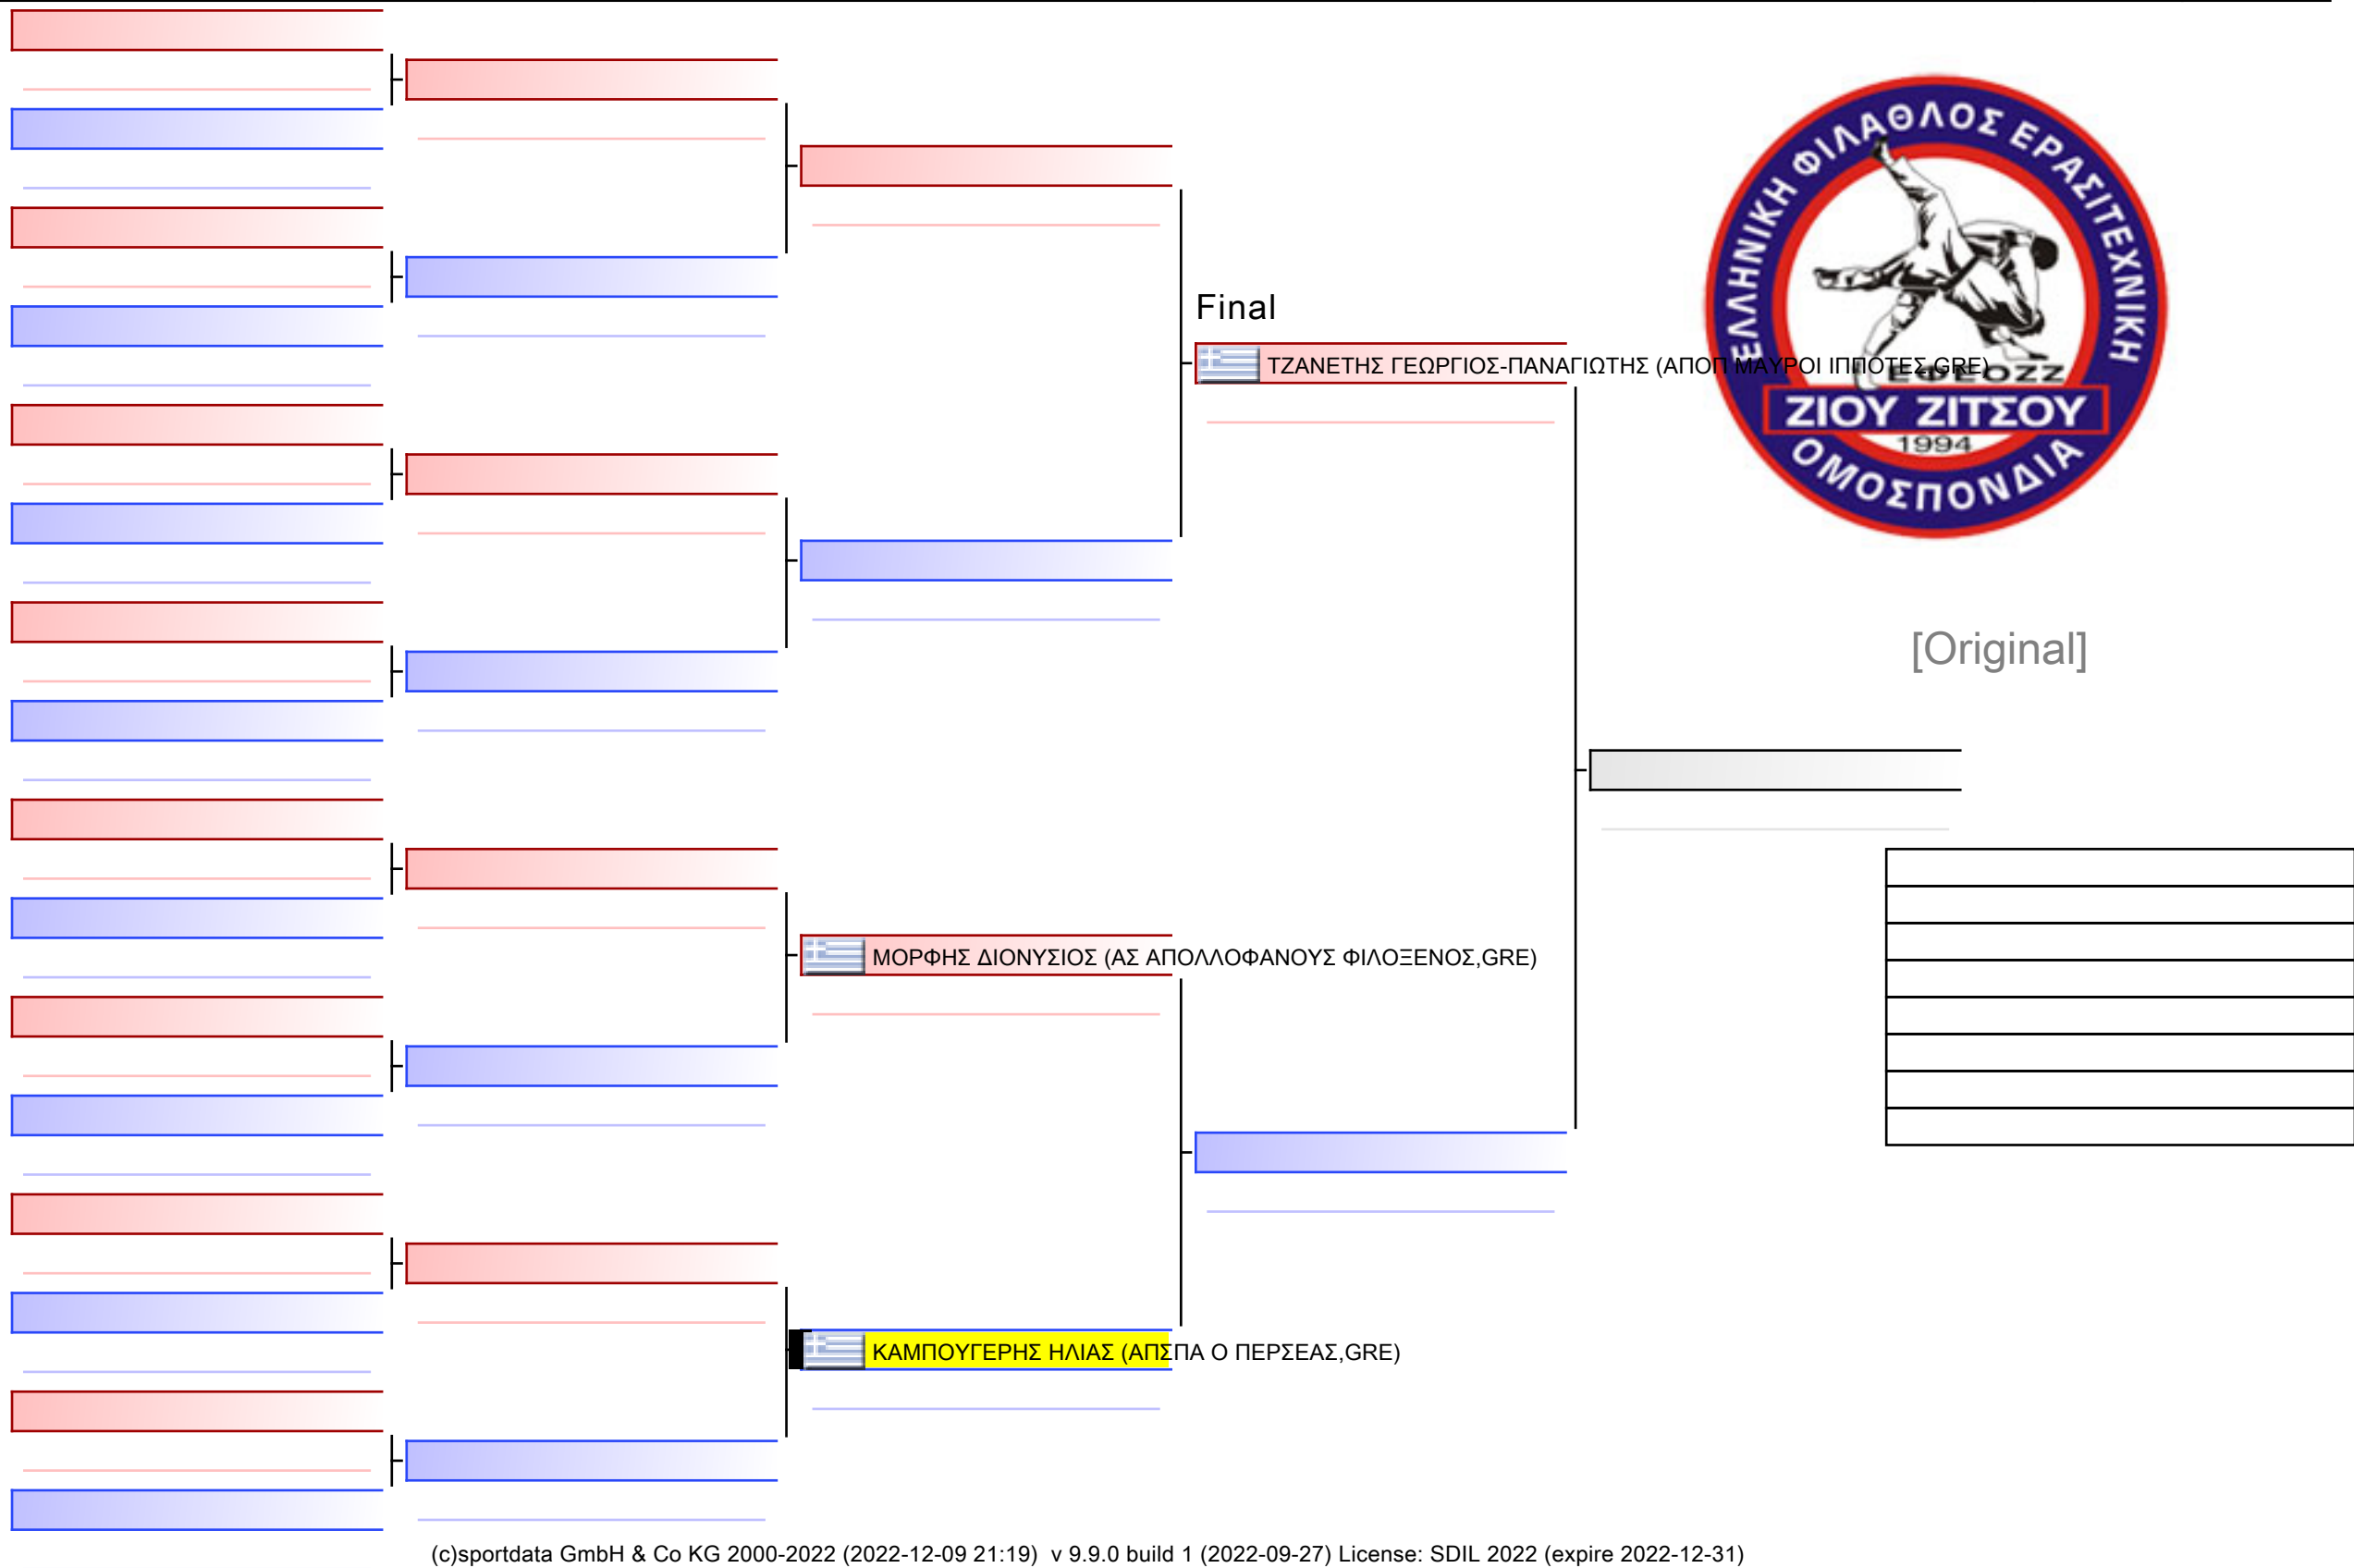 Final
ΤΖΑΝΕΤΗΣ ΓΕΩΡΓΙΟΣ-ΠΑΝΑΓΙΩΤΗΣ (ΑΠΟΠ ΜΑΥΡΟΙ ΙΠΠΟΤΕΣ,GRE)
ΕΛΛΗΝΙΚΗ ΦΙΛΑΘΛΟΣ ΕΡΑΣΙΤΕΧΝΙΚΗ
ΕΦΕΟΖΖ
ΖΙΟΥ ΖΙΤΣΟΥ
1994
ΟΜΟΣΠΟΝΔΙΑ
[Original]
ΜΟΡΦΗΣ ΔΙΟΝΥΣΙΟΣ (ΑΣ ΑΠΟΛΛΟΦΑΝΟΥΣ ΦΙΛΟΞΕΝΟΣ,GRE)
ΚΑΜΠΟΥΓΕΡΗΣ ΗΛΙΑΣ (ΑΠΣΠΑ Ο ΠΕΡΣΕΑΣ,GRE)
(c)sportdata GmbH & Co KG 2000-2022 (2022-12-09 21:19)  v 9.9.0 build 1 (2022-09-27) License: SDIL 2022 (expire 2022-12-31)